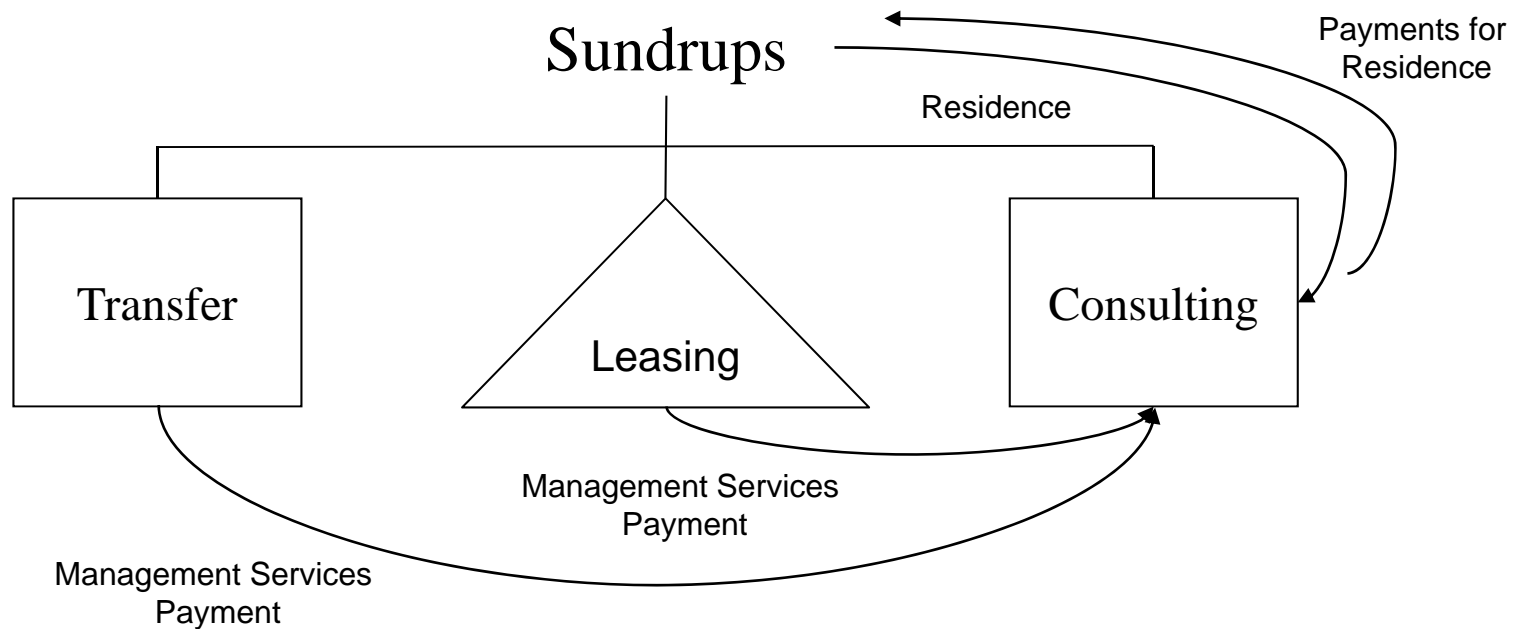 Sundrups
Payments for
Residence
Residence
Transfer
Leasing
Consulting
Management Services
Payment
Management Services
Payment